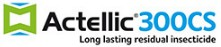 Actellic®300CS
Long lasting residual insecticide